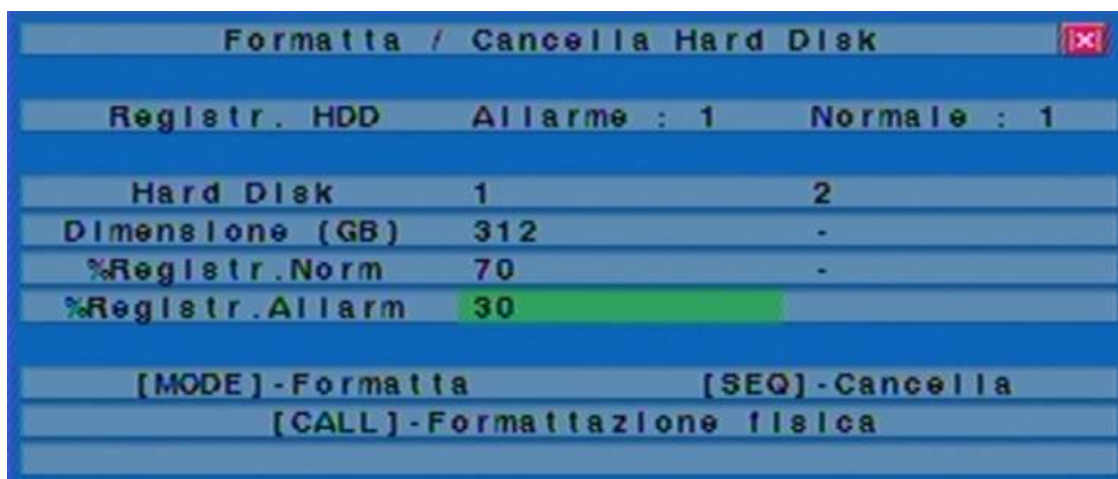 Formatta / Cancella Hard Disk
Registr. HDD Allarme : 1 Normale : 1
Hard Disk 1 2
Dimensione (GB) 312 -
%Registr.Norm 70 -
%Registr.Allarm 30
[MODE]-Formatta [SEQ]-Cancella
[CALL]-Formattazione fisica